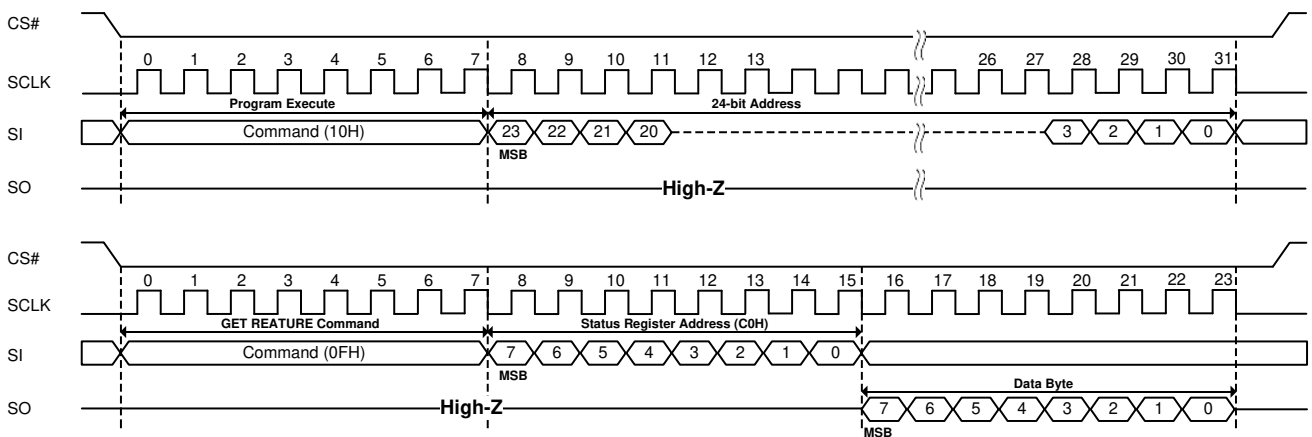 CS#
0 1 2 3 4 5 6 7 8 9 10 11 12 13 26 27 28 29 30 31
SCLK
Program Execute 24-bit Address
SI Command (10H) 23 22 21 20 3 2 1 0
MSB
SO High-Z
CS#
0 1 2 3 4 5 6 7 8 9 10 11 12 13 14 15 16 17 18 19 20 21 22 23
SCLK
GET REATURE Command Status Register Address (C0H)
SI Command (0FH) 7 6 5 4 3 2 1 0
MSB Data Byte
SO High-Z 7 6 5 4 3 2 1 0
MSB